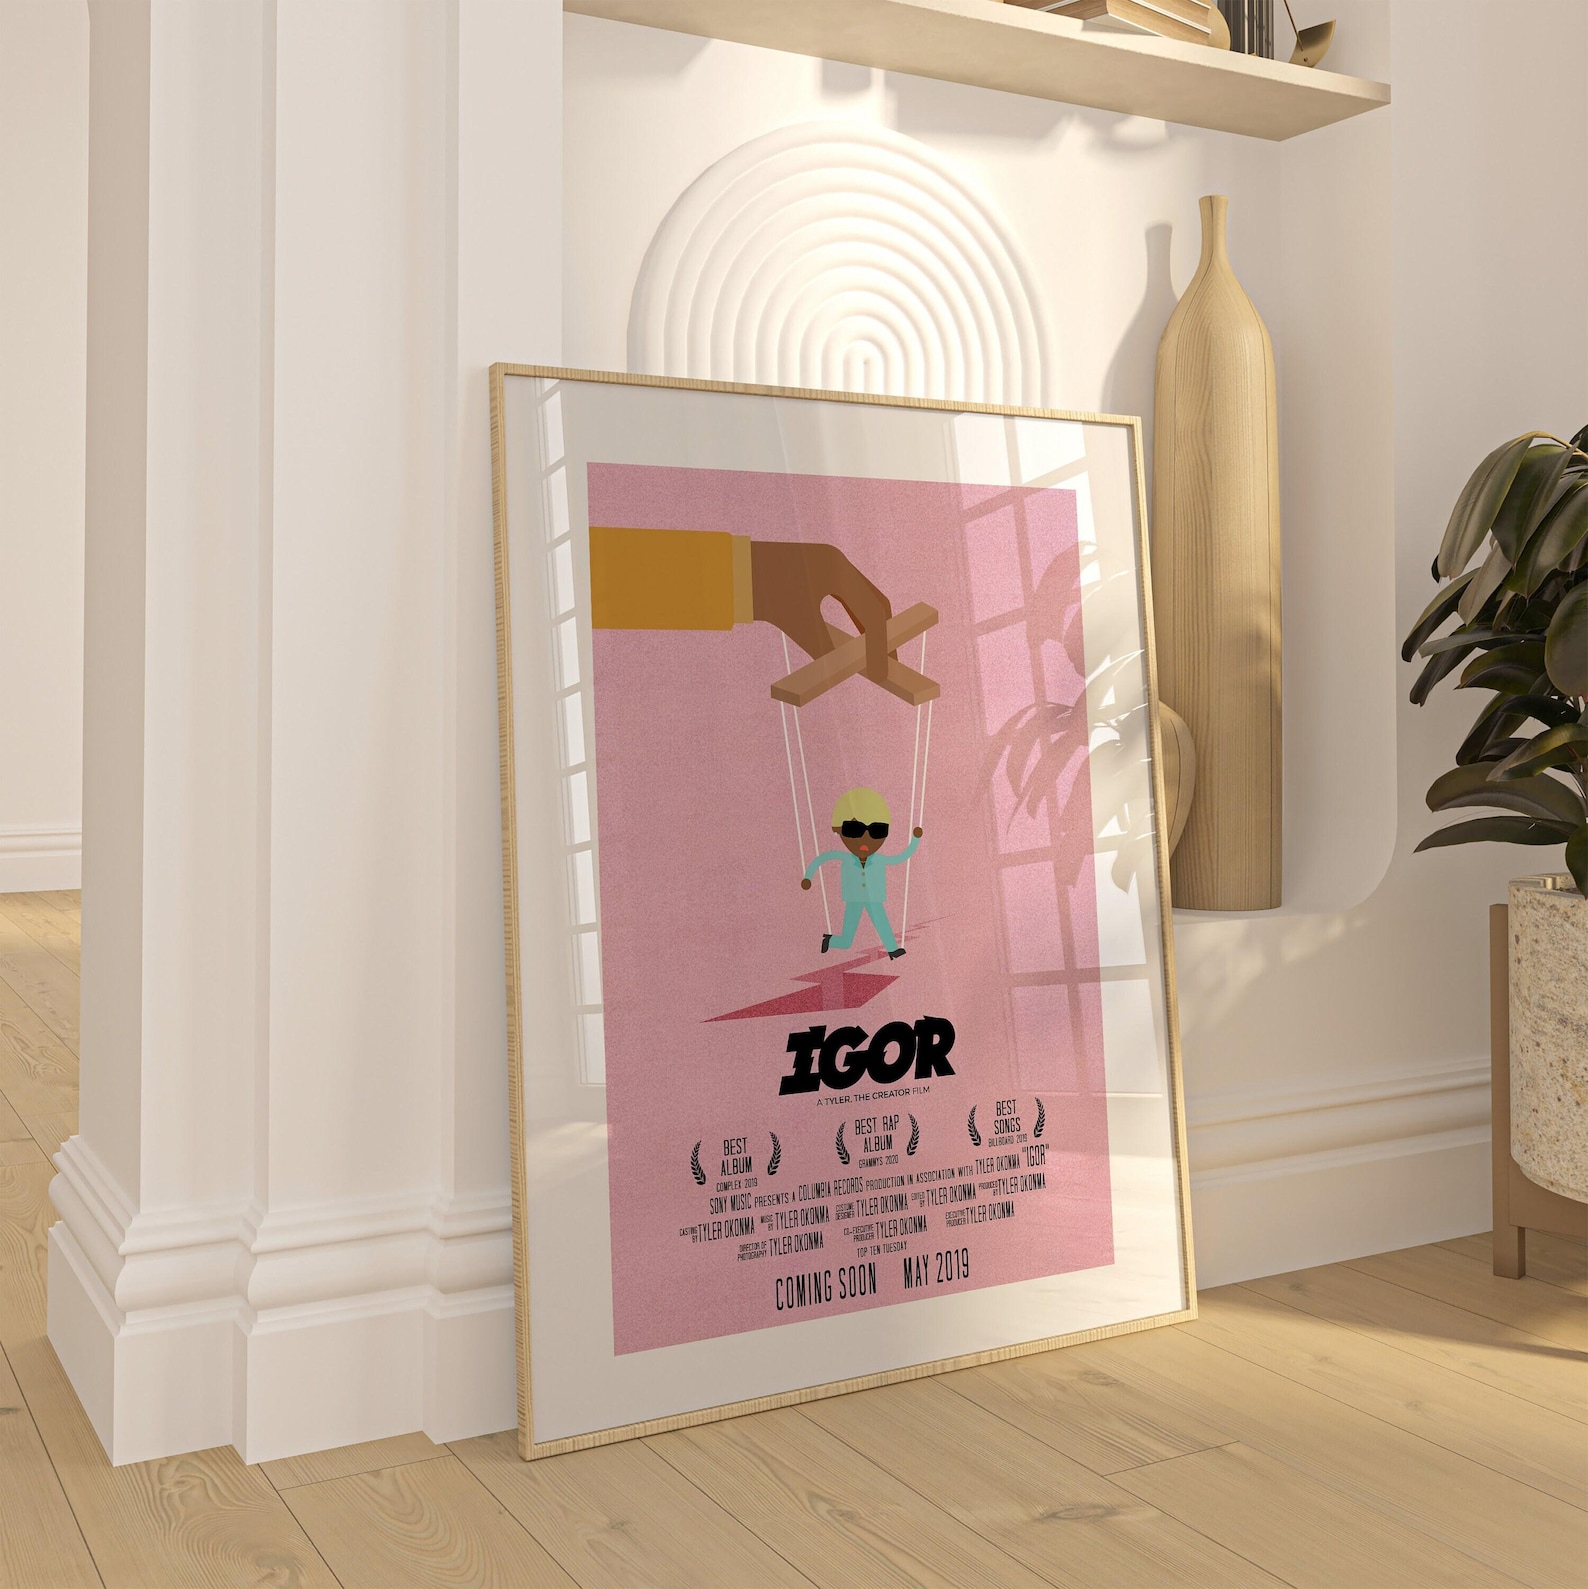 IGOR
A TYLER, THE CREATOR FILM
BEST
ALBUM
COMPLEX 2019
BEST RAP
ALBUM
GRAMMYS 2020
BEST
SONGS
BILLBOARD 2019
SONY MUSIC PRESENTS A COLUMBIA RECORDS PRODUCTION IN ASSOCIATION WITH TYLER OKONMA "IGOR"
CASTING BY TYLER OKONMA MUSIC BY TYLER OKONMA COSTUME DESIGNER TYLER OKONMA EDITED BY TYLER OKONMA PRODUCED BY TYLER OKONMA
DIRECTOR OF PHOTOGRAPHY TYLER OKONMA CO-EXECUTIVE PRODUCER TYLER OKONMA EXECUTIVE PRODUCER TYLER OKONMA
TOP TEN TUESDAY
COMING SOON MAY 2019